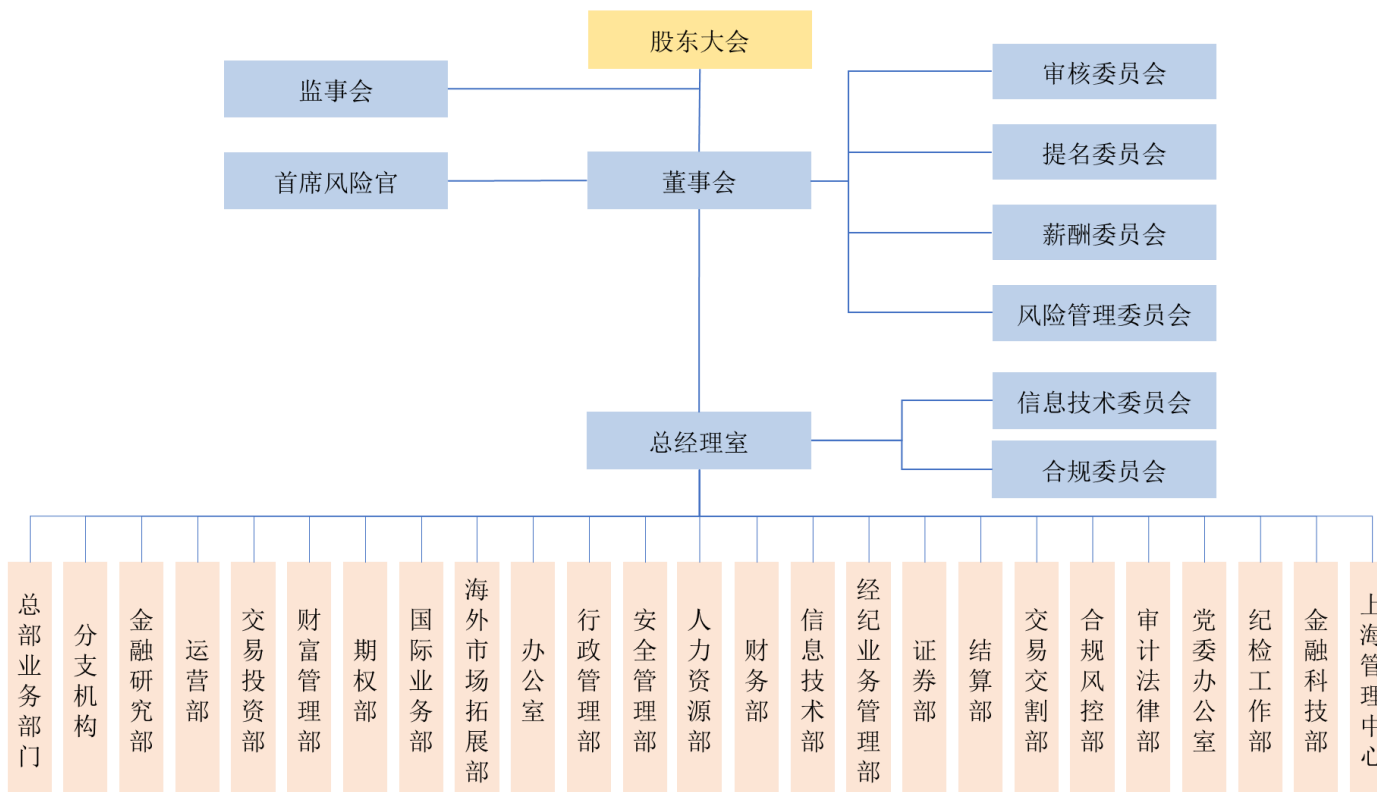 股东大会
监事会
审核委员会
提名委员会
首席风险官
董事会
薪酬委员会
风险管理委员会
信息技术委员会
总经理室
合规委员会
总部业务部门
分支机构
金融研究部
运营部
交易投资部
财富管理部
期权部
国际业务部
海外市场拓展部
办公室
行政管理部
安全管理部
人力资源部
财务部
信息技术部
经纪业务管理部
证券部
结算部
交易交割部
合规风控部
审计法律部
党委办公室
纪检工作部
金融科技部
上海管理中心